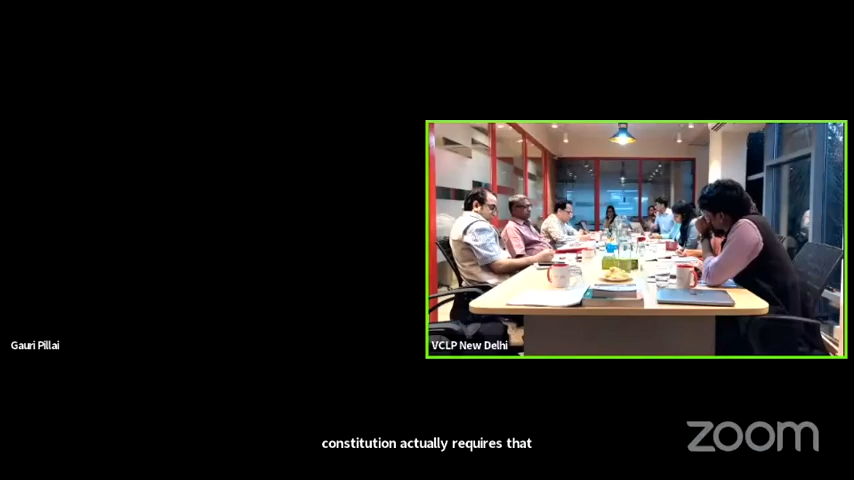 Gauri Pillai
VCLP New Delhi
constitution actually requires that
zoom